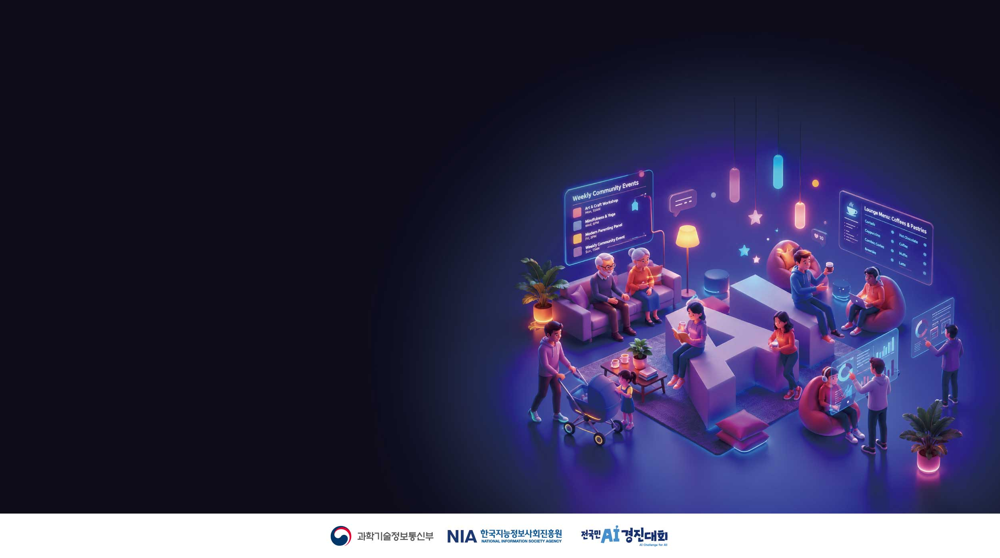 Weekly Community Events
Art & Craft Workshop
Mon, 10AM
Mindfulness & Yoga
Wed, 6PM
Modern Parenting Panel
Fri, 3PM
Weekly Community Event
Sun, 11AM
10
Lounge Menu: Coffees & Pastries
Cortado
Cappuccino
Combaq Cortes
Brownies
Hot Chocolate
Coffee
Muffin
Latte
과학기술정보통신부
NIA 한국지능정보사회진흥원
NATIONAL INFORMATION SOCIETY AGENCY
전국민 AI 경진대회
AI Challenge for All